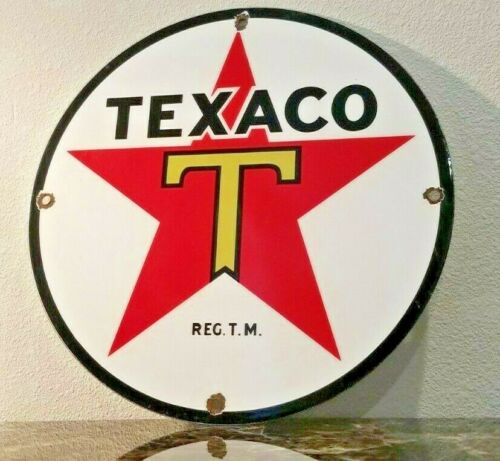 TEXACO
T
REG. T.M.